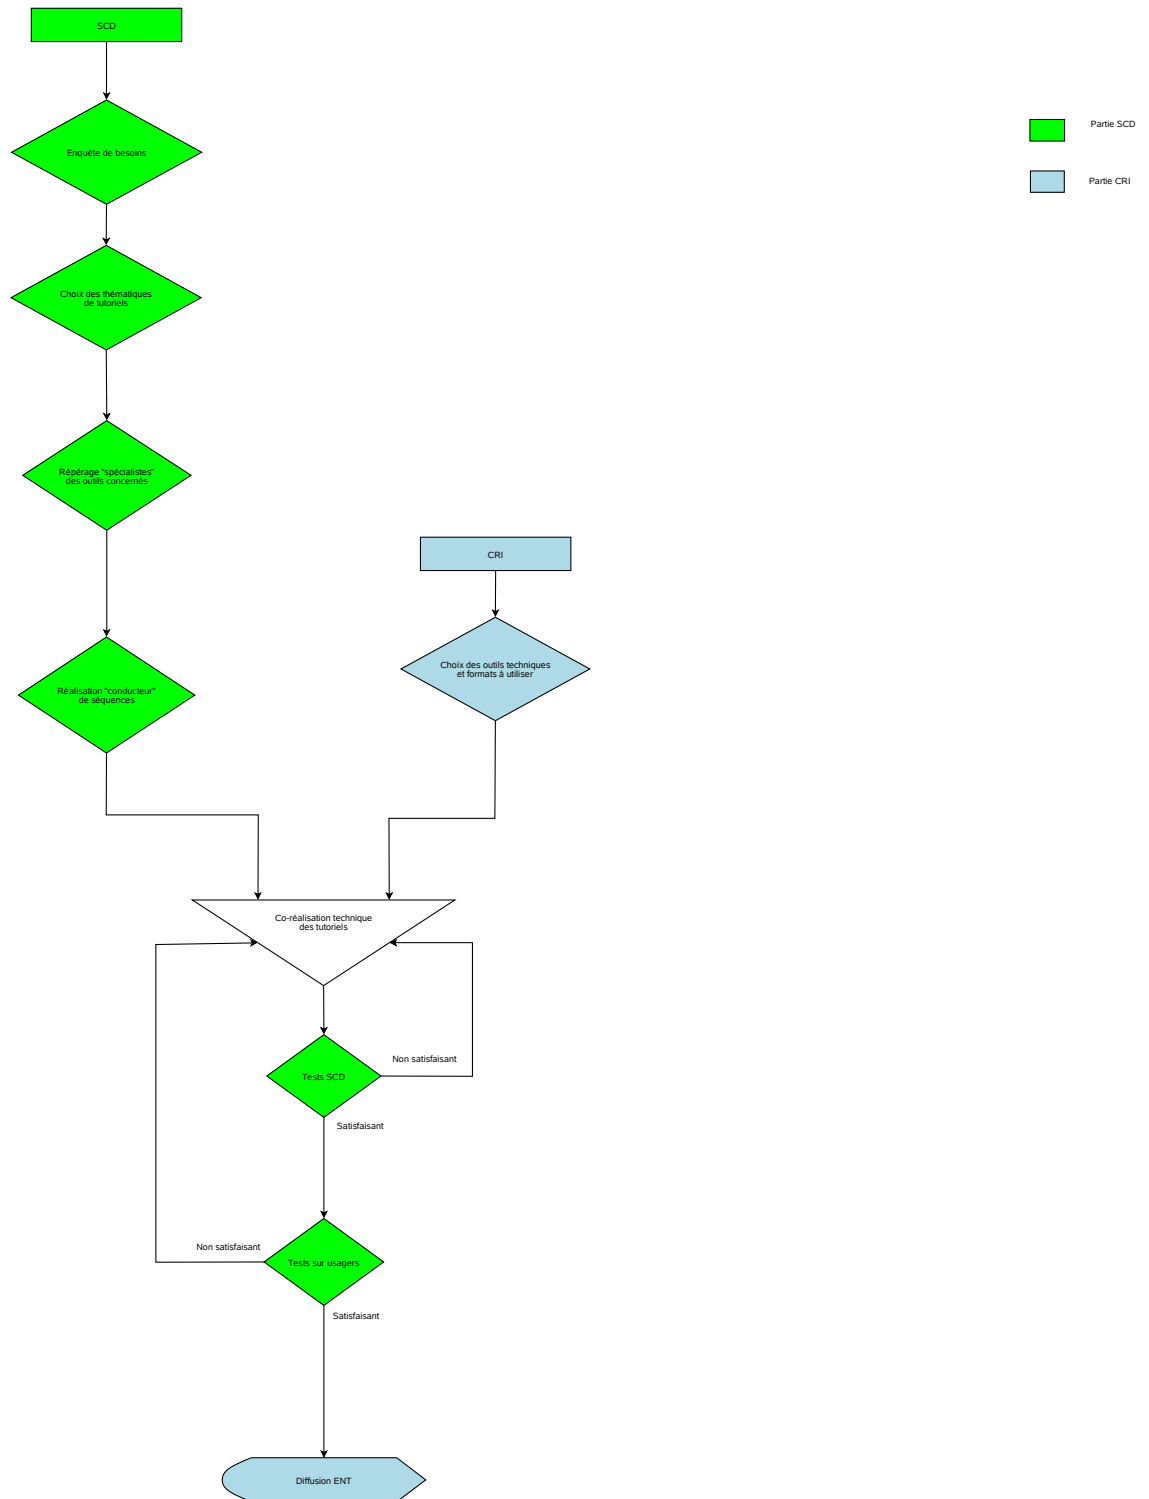 SCD
Partie SCD
Enquête de besoins
Partie CRI
Choix des thématiques
de tutoriels
Répérage "spécialistes"
des outils concernés
CRI
Choix des outils techniques
et formats à utiliser
Réalisation "conducteur"
de séquences
Co-réalisation technique
des tutoriels
Non satisfaisant
Tests SCD
Satisfaisant
Non satisfaisant
Tests sur usagers
Satisfaisant
Diffusion ENT